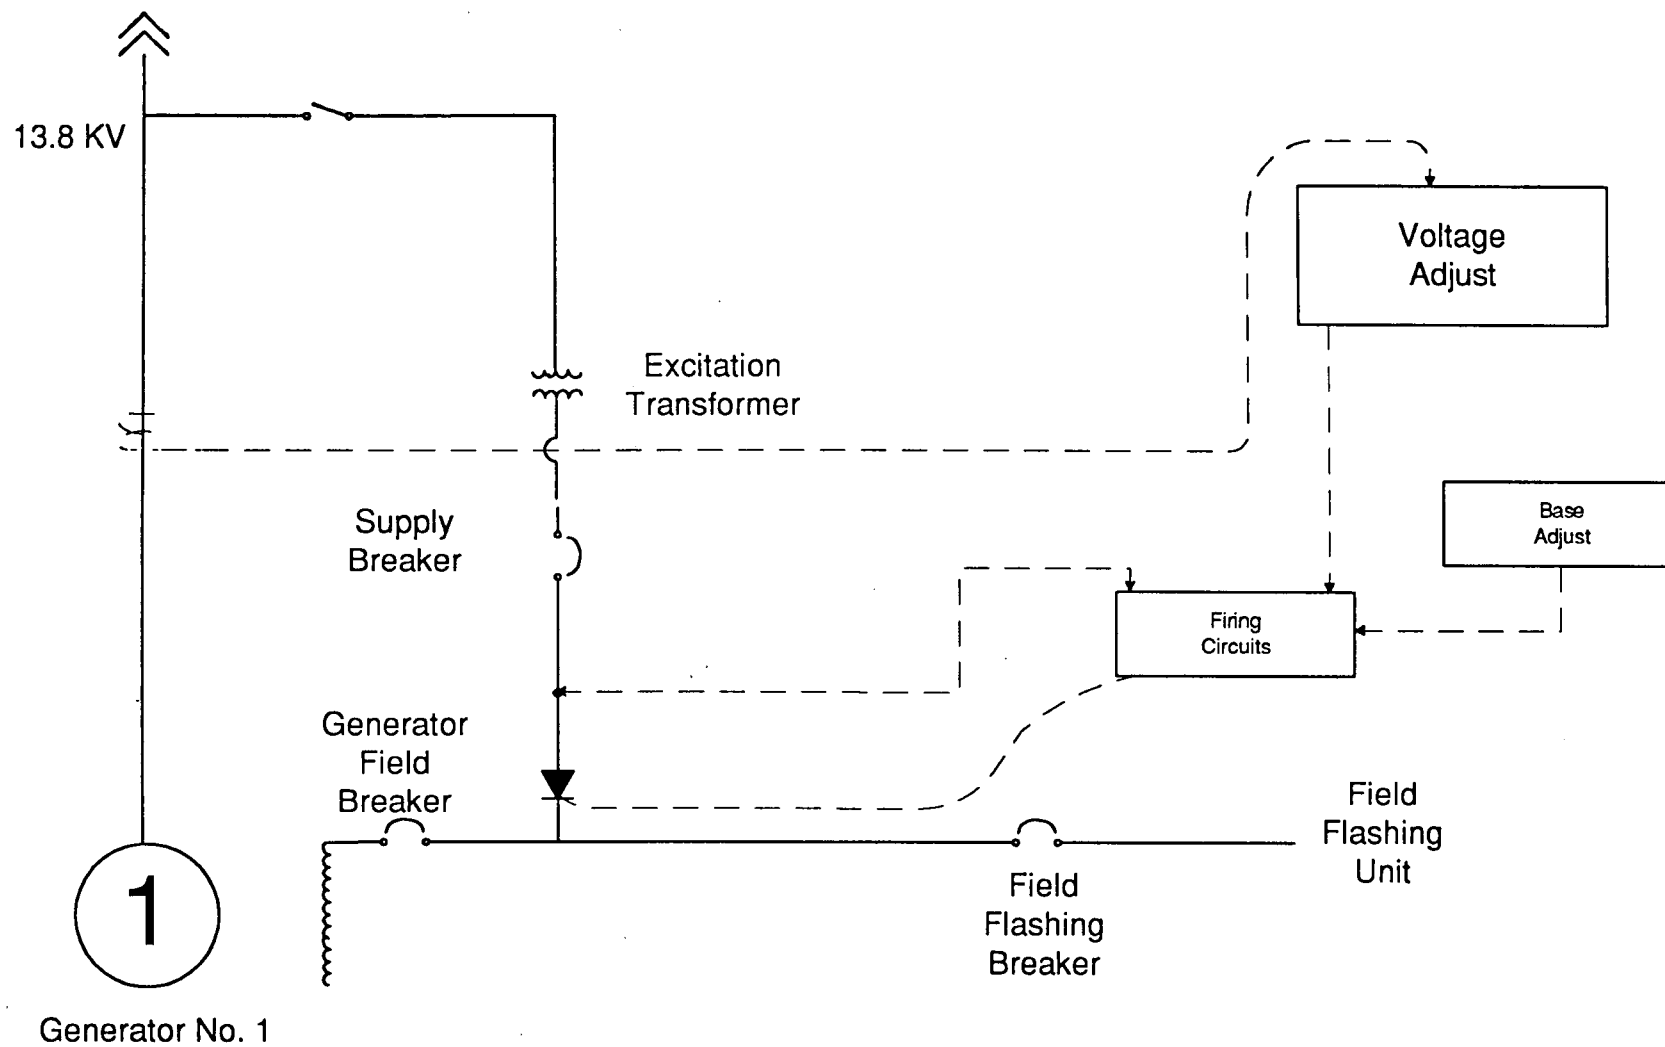 13.8 KV
Voltage
Adjust
Excitation
Transformer
Supply
Breaker
Base
Adjust
Firing
Circuits
Generator
Field
Breaker
Field
Flashing
Unit
Field
Flashing
Breaker
1
Generator No. 1